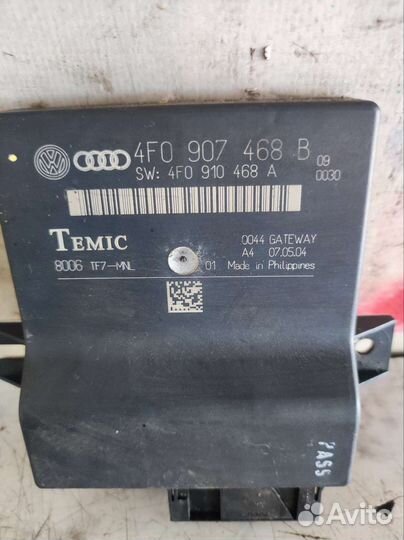 4F0 907 468 B
09
0030
SW: 4F0 910 468 A
TEMIC
0044 GATEWAY
A4 07.05.04
8006 TF7-MNL
01 Made in Philippines
PASS
Avito